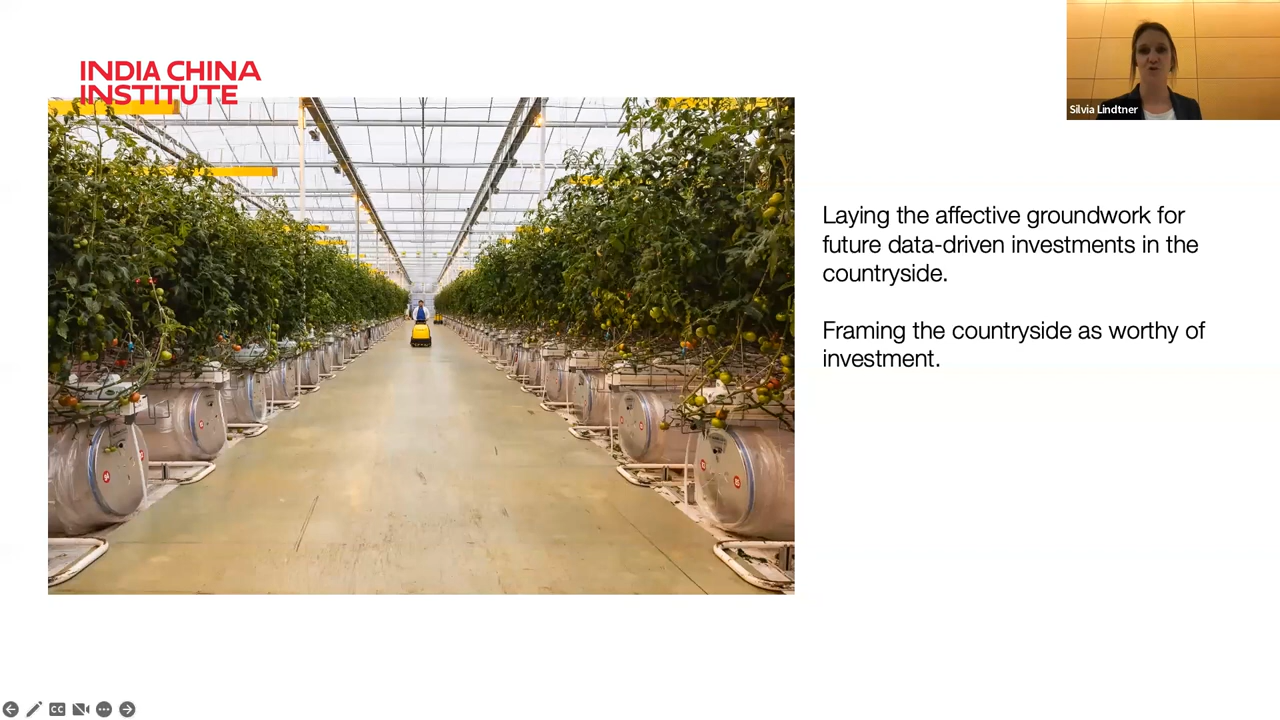 INDIA CHINA
INSTITUTE
Silvia Lindtner
Laying the affective groundwork for
future data-driven investments in the
countryside.
Framing the countryside as worthy of
investment.
CC